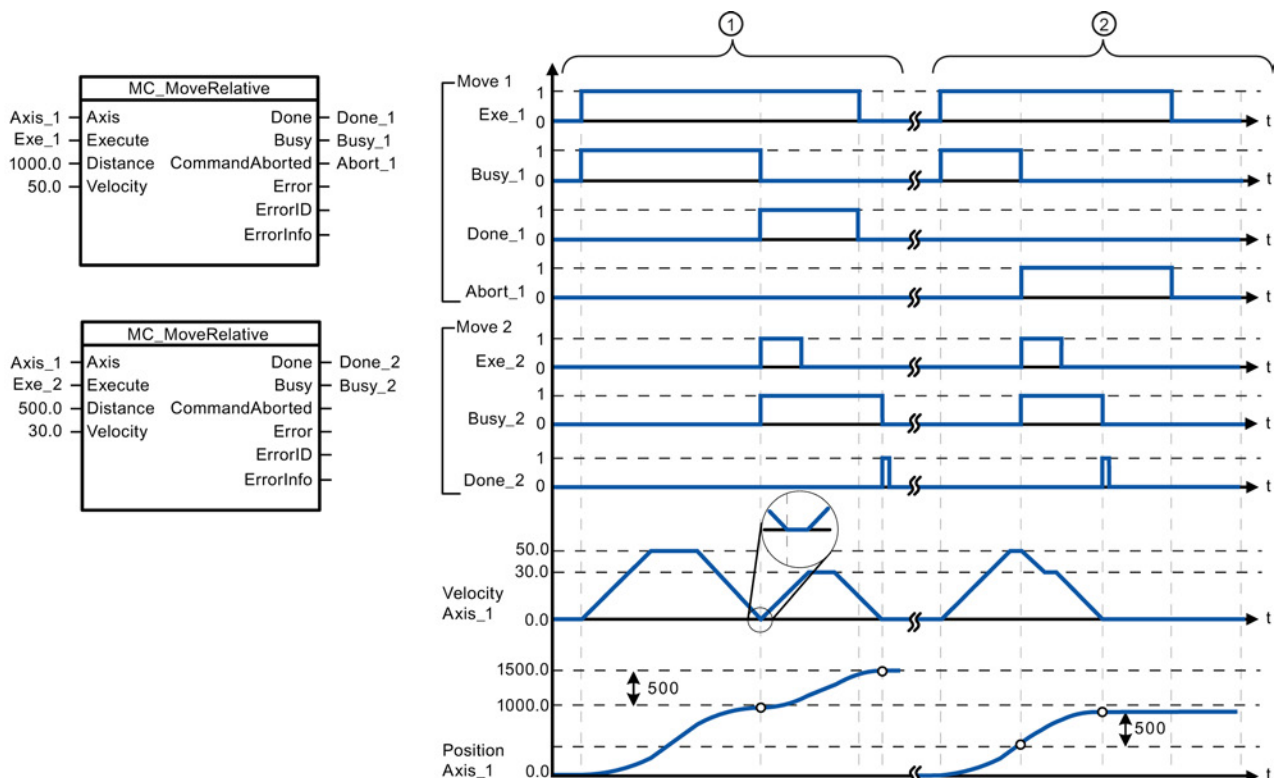 ① ②
MC_MoveRelative
Axis_1 Axis Done Done_1
Exe_1 Execute Busy Busy_1
1000.0 Distance CommandAborted Abort_1
50.0 Velocity Error
ErrorID
ErrorInfo
MC_MoveRelative
Axis_1 Axis Done Done_2
Exe_2 Execute Busy Busy_2
500.0 Distance CommandAborted
30.0 Velocity Error
ErrorID
ErrorInfo
Move 1
Exe_1 1 0 t
Busy_1 1 0 t
Done_1 1 0 t
Abort_1 1 0 t
Move 2
Exe_2 1 0 t
Busy_2 1 0 t
Done_2 1 0 t
50.0
30.0
Velocity
Axis_1 0.0 t
1500.0
500
1000.0
500
Position
Axis_1 0.0 t